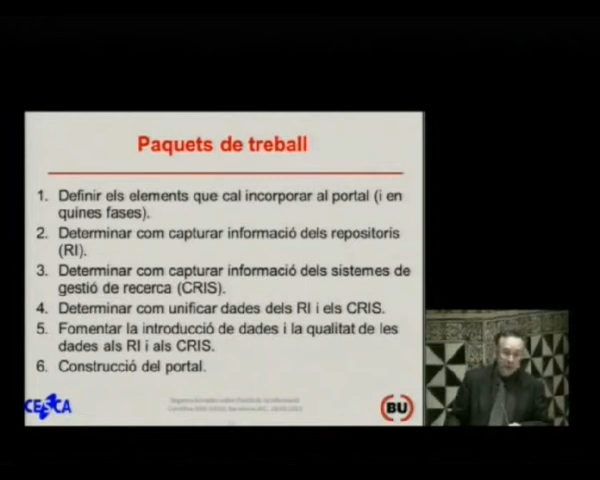 Paquets de treball
1. Definir els elements que cal incorporar al portal (i en
quines fases).
2. Determinar com capturar informació dels repositoris
(RI).
3. Determinar com capturar informació dels sistemes de
gestió de recerca (CRIS).
4. Determinar com unificar dades dels RI i els CRIS.
5. Fomentar la introducció de dades i la qualitat de les
dades als RI i als CRIS.
6. Construcció del portal.
CESCA
BU